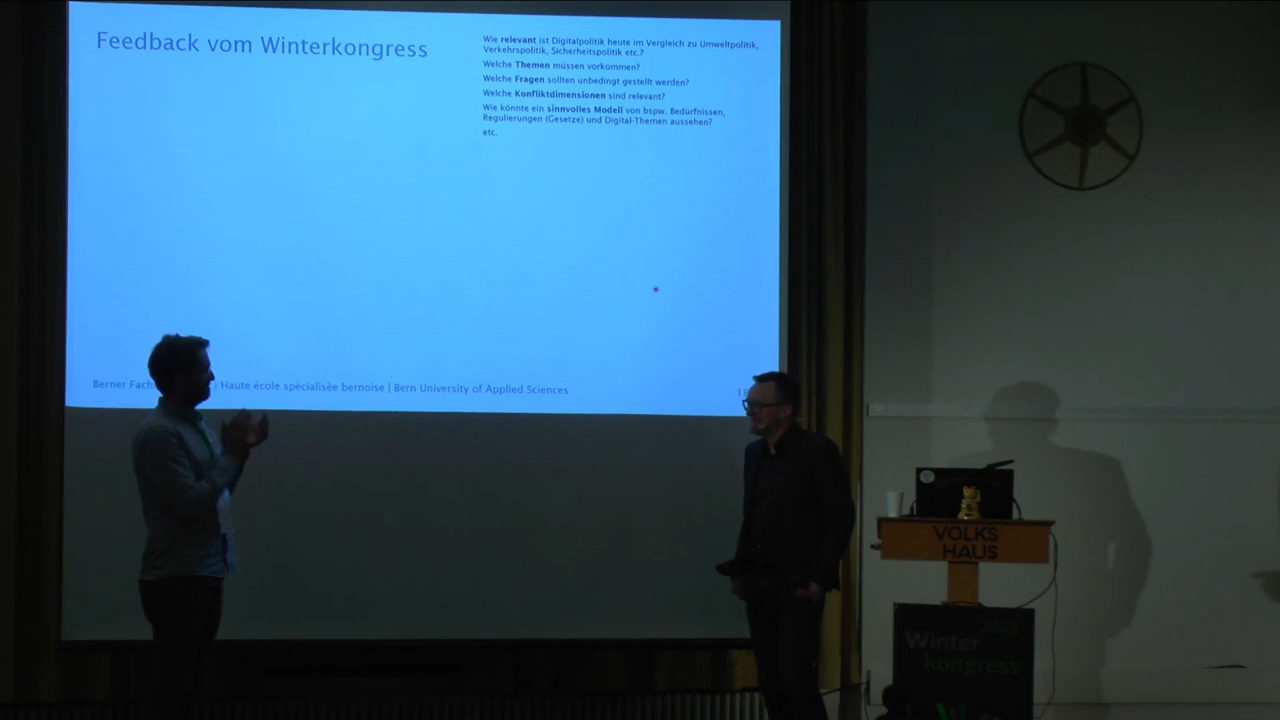 Feedback vom Winterkongress
Wie relevant ist Digitalpolitik heute im Vergleich zu Umweltpolitik,
Verkehrspolitik, Sicherheitspolitik etc.?
Welche Themen müssen vorkommen?
Welche Fragen sollten unbedingt gestellt werden?
Welche Konfliktdimensionen sind relevant?
Wie könnte ein sinnvolles Modell von bspw. Bedürfnissen,
Regulierungen (Gesetze) und Digital-Themen aussehen?
etc.
Berner Fach | Haute école spécialisée bernoise | Bern University of Applied Sciences
VOLKS
HAUS
Winter
kongress